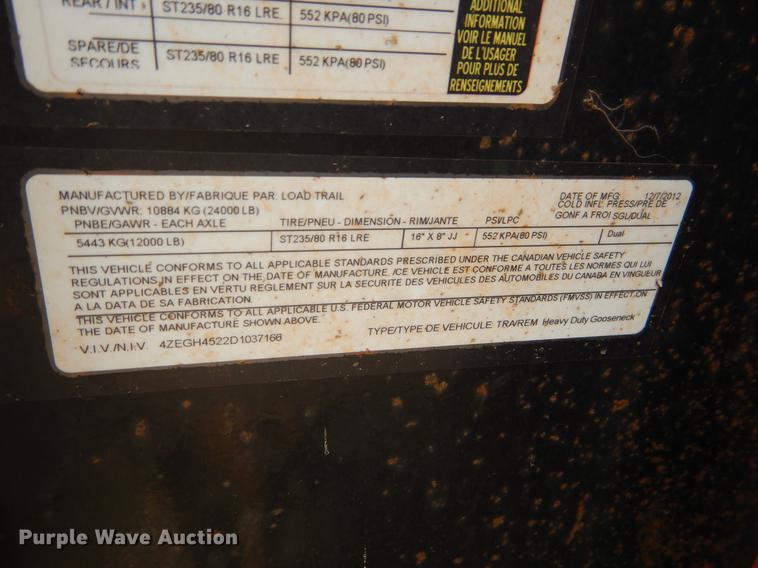 REAR / INT
ST235/80 R16 LRE
552 KPA(80 PSI)
SPARE/DE SECOURS
ST235/80 R16 LRE
552 KPA(80 PSI)
ADDITIONAL
INFORMATION
VOIR LE MANUEL
DE L'USAGER
POUR PLUS DE
RENSEIGNEMENTS
MANUFACTURED BY/FABRIQUE PAR: LOAD TRAIL
DATE OF MFG 12/7/2012
PNBV/GVWR: 10884 KG (24000 LB)
COLD INFL. PRESS/PRE DE
PNBE/GAWR - EACH AXLE
TIRE/PNEU - DIMENSIÓN - RIM/JANTE
PSI/LPC
GONF A FROI SGL/DUAL
5443 KG(12000 LB)
ST235/80 R16 LRE
16" X 8" JJ
552 KPA(80 PSI)
Dual
THIS VEHICLE CONFORMS TO ALL APPLICABLE STANDARDS PRESCRIBED UNDER THE CANADIAN VEHICLE SAFETY
REGULATIONS IN EFFECT ON THE DATE OF MANUFACTURE. /CE VEHICLE EST CONFORME A TOUTES LES NORMES QUI LUI
SONT APPLICABLES EN VERTU REGLEMENT SUR LA SECURITE DES VEHICULES DES AUTOMOBILES DU CANADA EN VINGUEUR
A LA DATA DE SA FABRICATION.
THIS VEHICLE CONFORMS TO ALL APPLICABLE U.S. FEDERAL MOTOR VEHICLE SAFETY STANDARDS (FMVSS) IN EFFECT ON
THE DATE OF MANUFACTURE SHOWN ABOVE.
TYPE/TYPE DE VEHICULE: TRA/REM Heavy Duty Gooseneck
V.I.V./N.I.V. 4ZEGH4522D1037166
Purple Wave Auction